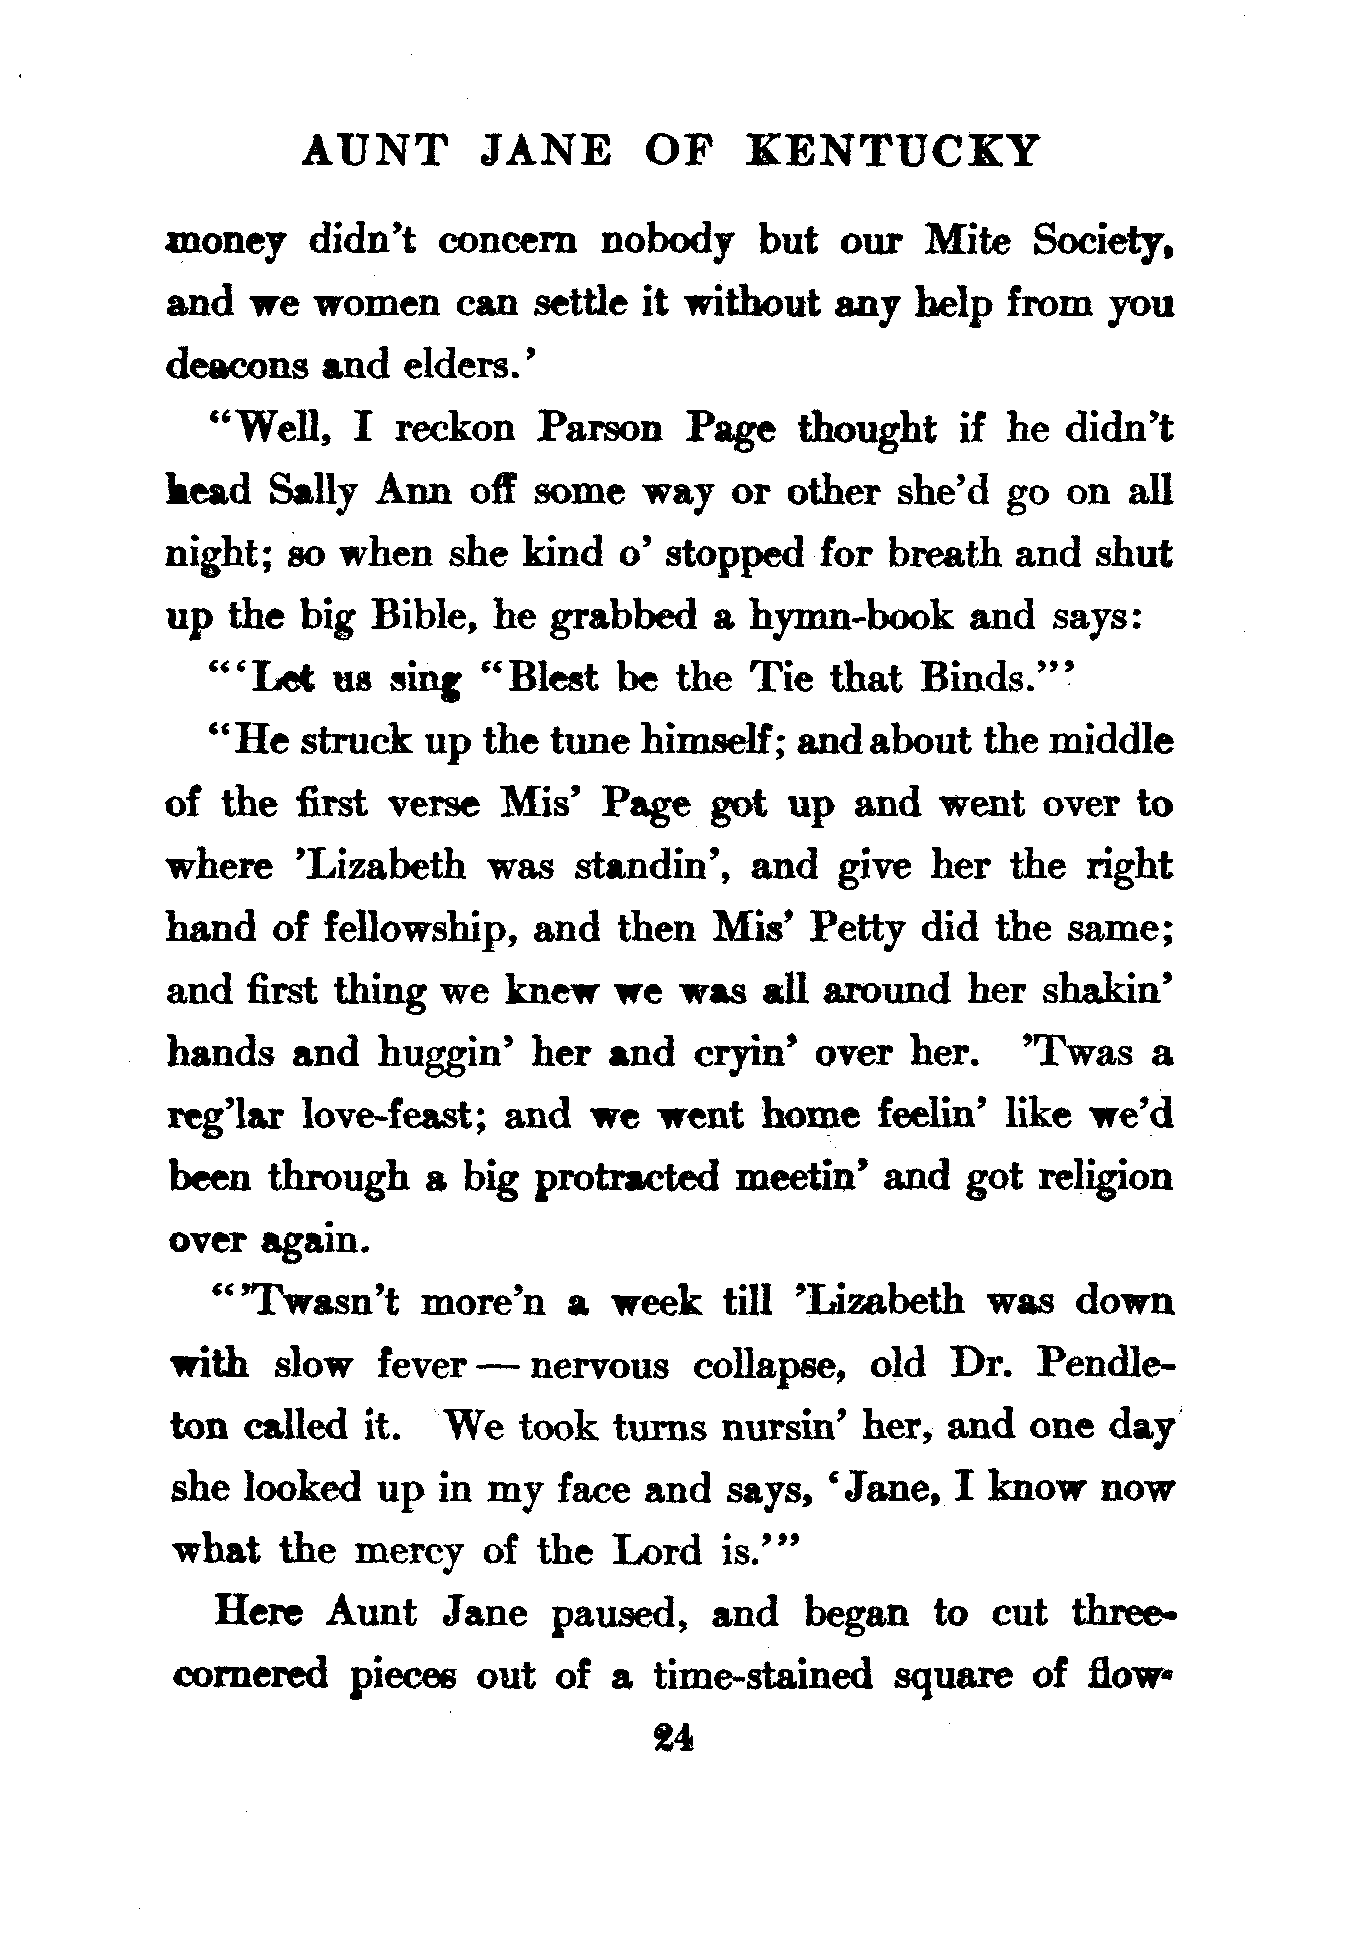 AUNT JANE OF KENTUCKY
money didn't concern nobody but our Mite Society,
and we women can settle it without any help from you
deacons and elders.'
"Well, I reckon Parson Page thought if he didn't
head Sally Ann off some way or other she'd go on all
night; so when she kind o' stopped for breath and shut
up the big Bible, he grabbed a hymn-book and says:
"'Let us sing "Blest be the Tie that Binds."'
"He struck up the tune himself; and about the middle
of the first verse Mis' Page got up and went over to
where 'Lizabeth was standin', and give her the right
hand of fellowship, and then Mis' Petty did the same;
and first thing we knew we was all around her shakin'
hands and huggin' her and cryin' over her. 'Twas a
reg'lar love-feast; and we went home feelin' like we'd
been through a big protracted meetin' and got religion
over again.
"'Twasn't more'n a week till 'Lizabeth was down
with slow fever — nervous collapse, old Dr. Pendle-
ton called it. We took turns nursin' her, and one day
she looked up in my face and says, 'Jane, I know now
what the mercy of the Lord is.'"
Here Aunt Jane paused, and began to cut three-
cornered pieces out of a time-stained square of flow-
24